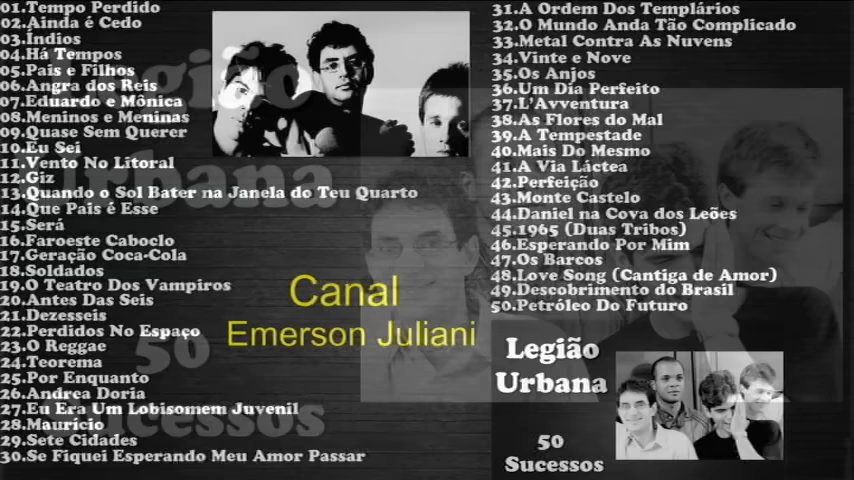 01.Tempo Perdido
02.Ainda é Cedo
03.Índios
04.Há Tempos
05.Pais e Filhos
06.Angra dos Reis
07.Eduardo e Mônica
08.Meninos e Meninas
09.Quase Sem Querer
10.Eu Sei
11.Vento No Litoral
12.Giz
13.Quando o Sol Bater na Janela do Teu Quarto
14.Que Pais é Esse
15.Será
16.Faroeste Caboclo
17.Geração Coca-Cola
18.Soldados
19.O Teatro Dos Vampiros
20.Antes Das Seis
21.Dezesseis
22.Perdidos No Espaço
23.O Reggae
24.Teorema
25.Por Enquanto
26.Andrea Doria
27.Eu Era Um Lobisomem Juvenil
28.Maurício
29.Sete Cidades
30.Se Fiquei Esperando Meu Amor Passar
Legião
Urbana
50
Sucessos
Canal
Emerson Juliani
31.A Ordem Dos Templários
32.O Mundo Anda Tão Complicado
33.Metal Contra As Nuvens
34.Vinte e Nove
35.Os Anjos
36.Um Dia Perfeito
37.L'Avventura
38.As Flores do Mal
39.A Tempestade
40.Mais Do Mesmo
41.A Via Láctea
42.Perfeição
43.Monte Castelo
44.Daniel na Cova dos Leões
45.1965 (Duas Tribos)
46.Esperando Por Mim
47.Os Barcos
48.Love Song (Cantiga de Amor)
49.Descobrimento do Brasil
50.Petróleo Do Futuro
Legião
Urbana
50
Sucessos